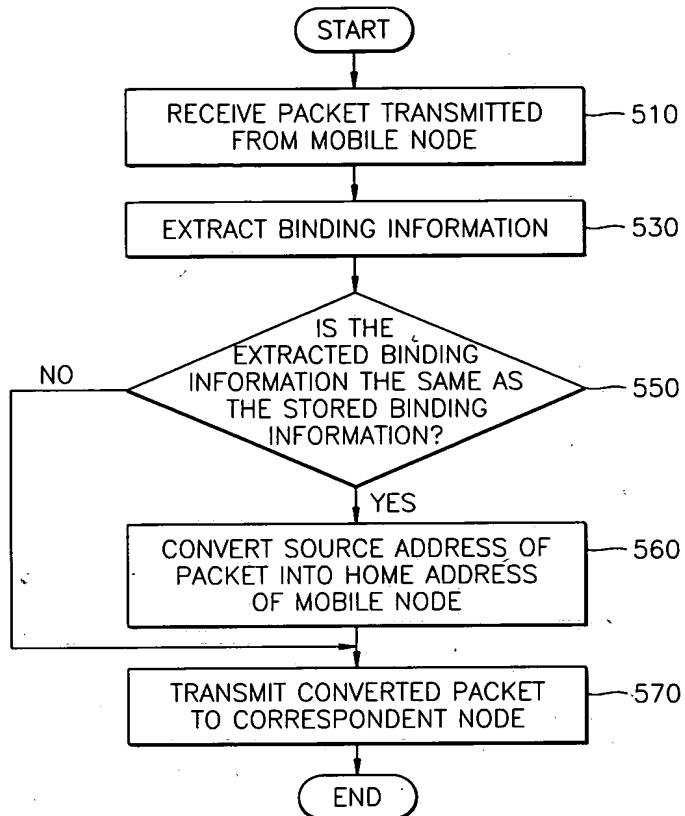 START
RECEIVE PACKET TRANSMITTED
FROM MOBILE NODE
510
EXTRACT BINDING INFORMATION
530
IS THE
EXTRACTED BINDING
INFORMATION THE SAME AS
THE STORED BINDING
INFORMATION?
550
NO
YES
CONVERT SOURCE ADDRESS OF
PACKET INTO HOME ADDRESS
OF MOBILE NODE
560
TRANSMIT CONVERTED PACKET
TO CORRESPONDENT NODE
570
END